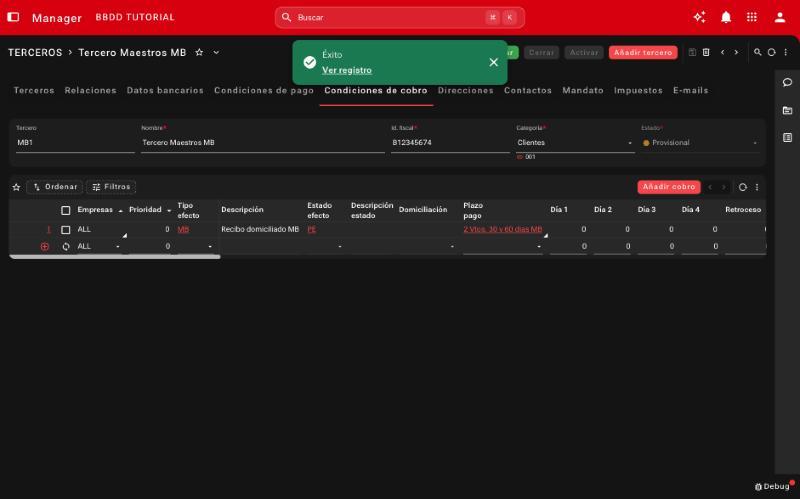 Manager
BBDD TUTORIAL
Buscar
⌘ K
TERCEROS > Tercero Maestros MB
Éxito
Ver registro
Cerrar
Activar
Añadir tercero
Terceros
Relaciones
Datos bancarios
Condiciones de pago
Condiciones de cobro
Direcciones
Contactos
Mandato
Impuestos
E-mails
Tercero
MB1
Nombre*
Tercero Maestros MB
Id. fiscal*
B12345674
Categoría*
Clientes
001
Estado*
Provisional
Ordenar
Filtros
Añadir cobro
Empresas
Prioridad
Tipo efecto
Descripción
Estado efecto
Descripción estado
Domiciliación
Plazo pago
Día 1
Día 2
Día 3
Día 4
Retroceso
1 ALL 0 MB Recibo domiciliado MB PE 2 Vtos. 30 y 60 dias MB 0 0 0 0
ALL 0 0 0 0 0
Debug